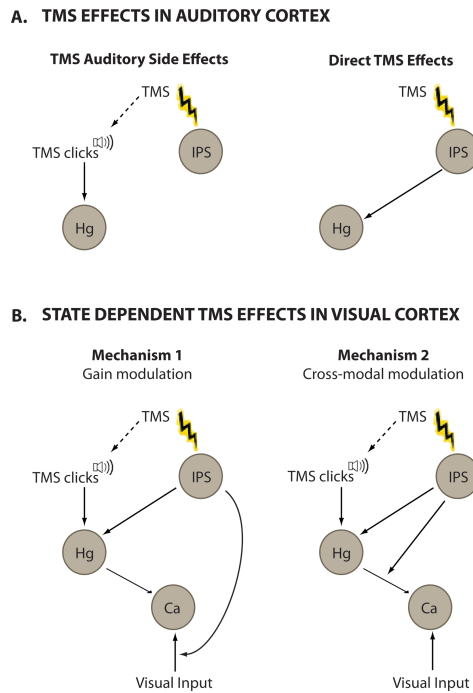 A. TMS EFFECTS IN AUDITORY CORTEX
TMS Auditory Side Effects
TMS
TMS clicks
IPS
Hg
Direct TMS Effects
TMS
IPS
Hg
B. STATE DEPENDENT TMS EFFECTS IN VISUAL CORTEX
Mechanism 1
Gain modulation
TMS
TMS clicks
IPS
Hg
Ca
Visual Input
Mechanism 2
Cross-modal modulation
TMS
TMS clicks
IPS
Hg
Ca
Visual Input